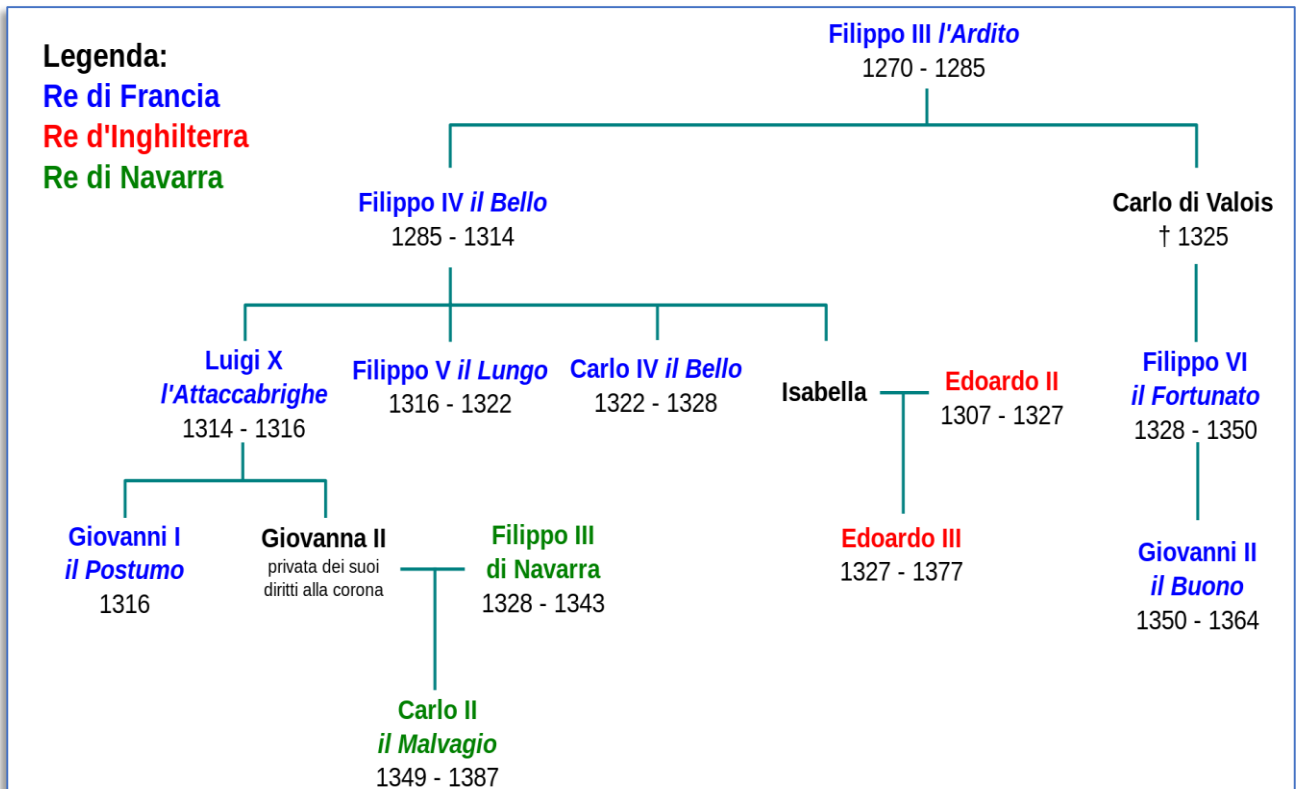 Legenda:
Re di Francia
Re d'Inghilterra
Re di Navarra
Filippo III l'Ardito
1270 - 1285
Filippo IV il Bello
1285 - 1314
Carlo di Valois
† 1325
Luigi X
l'Attaccabrighe
1314 - 1316
Filippo V il Lungo
1316 - 1322
Carlo IV il Bello
1322 - 1328
Isabella
Edoardo II
1307 - 1327
Filippo VI
il Fortunato
1328 - 1350
Giovanni I
il Postumo
1316
Giovanna II
privata dei suoi
diritti alla corona
Filippo III
di Navarra
1328 - 1343
Edoardo III
1327 - 1377
Giovanni II
il Buono
1350 - 1364
Carlo II
il Malvagio
1349 - 1387